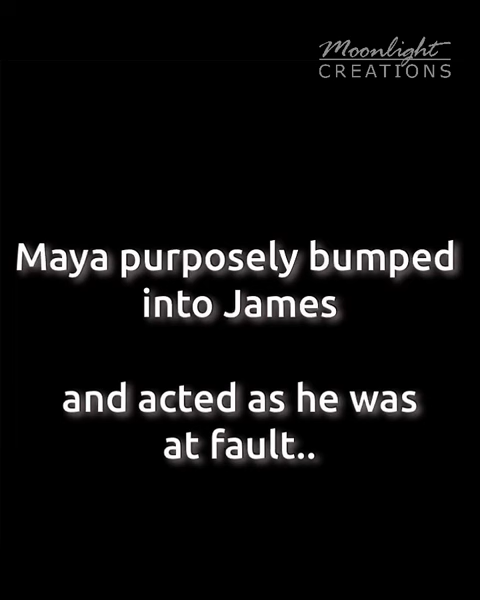 Moonlight
CREATIONS
Maya purposely bumped
into James
and acted as he was
at fault..